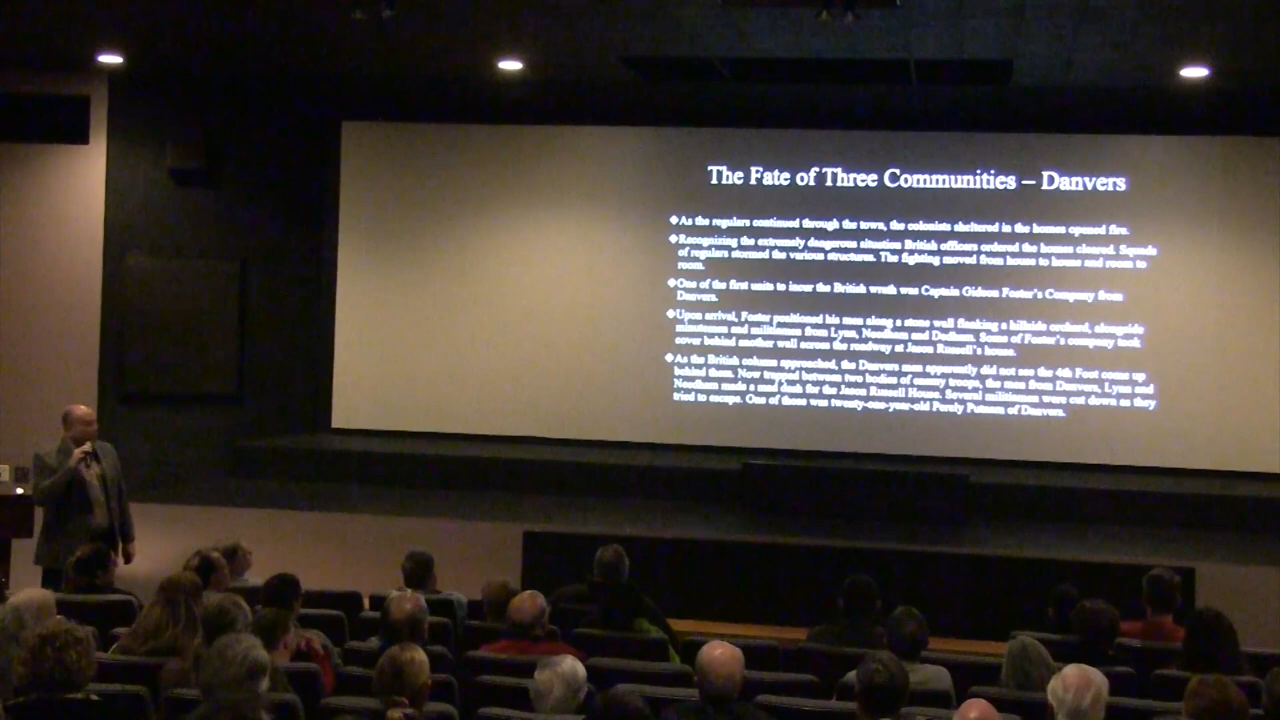 The Fate of Three Communities – Danvers
❖As the regulars continued through the town, the colonists sheltered in the homes opened fire.
❖Recognizing the extremely dangerous situation British officers ordered the homes cleared. Squads
of regulars stormed the various structures. The fighting moved from house to house and room to
room.
❖One of the first units to incur the British wrath was Captain Gideon Foster's Company from
Danvers.
❖Upon arrival, Foster positioned his men along a stone wall flanking a hillside orchard, alongside
minutemen and militiamen from Lynn, Needham and Dedham. Some of Foster's company took
cover behind another wall across the roadway at Jason Russell's house.
❖As the British column approached, the Danvers men apparently did not see the 4th Foot come up
behind them. Now trapped between two bodies of enemy troops, the men from Danvers, Lynn and
Needham made a mad dash for the Jason Russell House. Several militiamen were cut down as they
tried to escape. One of these was twenty-one-year-old Perely Putnam of Danvers.